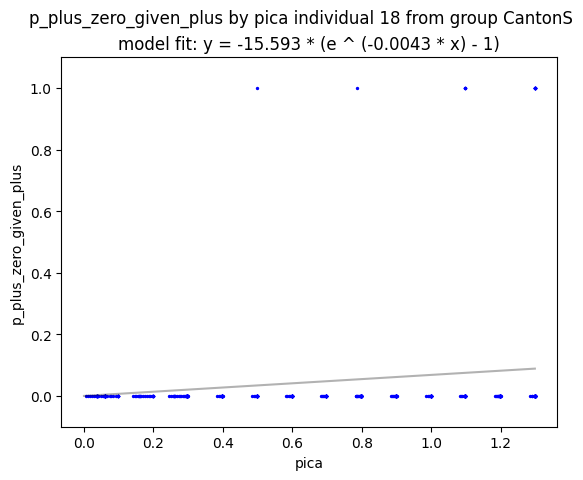 p_plus_zero_given_plus by pica individual 18 from group CantonS
model fit: y = -15.593 * (e ^ (-0.0043 * x) - 1)
1.0
0.8
0.6
0.4
0.2
0.0
p_plus_zero_given_plus
0.0 0.2 0.4 0.6 0.8 1.0 1.2
pica